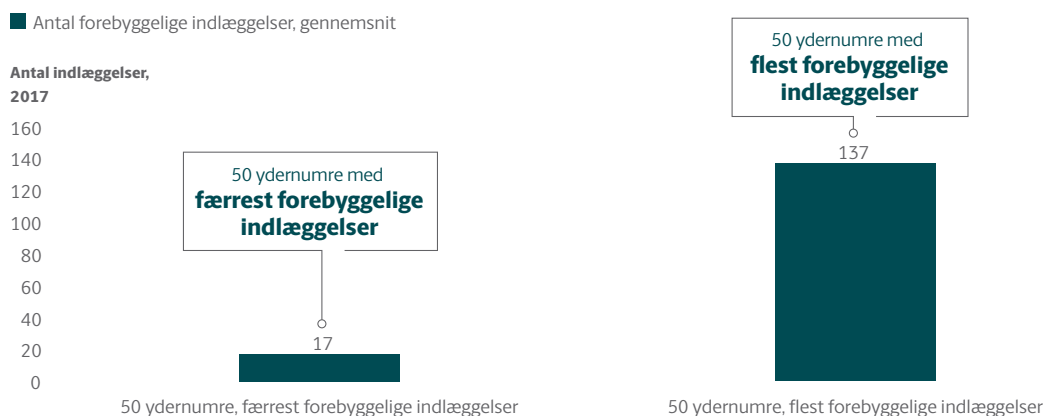 Antal forebyggelige indlæggelser, gennemsnit
Antal indlæggelser,
2017
160
140
120
100
80
60
40
20
0
50 ydernumre med
færrest forebyggelige
indlæggelser
17
50 ydernumre, færrest forebyggelige indlæggelser
50 ydernumre med
flest forebyggelige
indlæggelser
137
50 ydernumre, flest forebyggelige indlæggelser